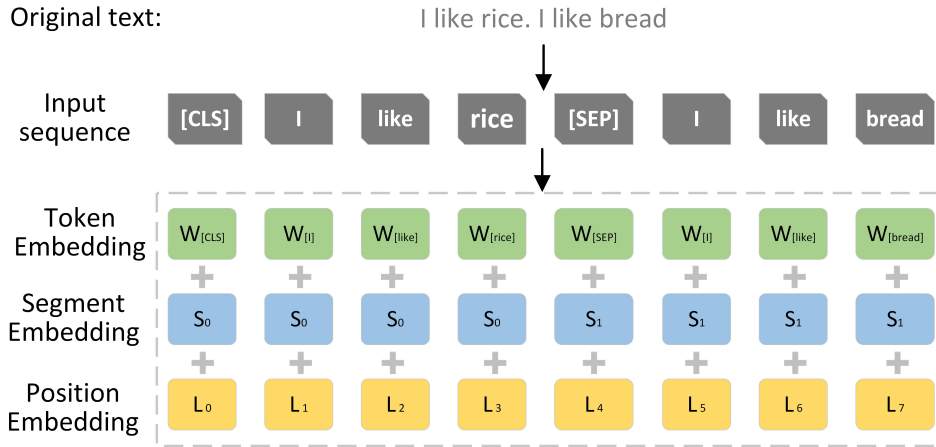 Original text:
I like rice. I like bread
Input
sequence
[CLS] I like rice [SEP] I like bread
Token
Embedding
W[CLS] W[I] W[like] W[rice] W[SEP] W[I] W[like] W[bread]
+ + + + + + + +
Segment
Embedding
S0 S0 S0 S0 S1 S1 S1 S1
+ + + + + + + +
Position
Embedding
L0 L1 L2 L3 L4 L5 L6 L7